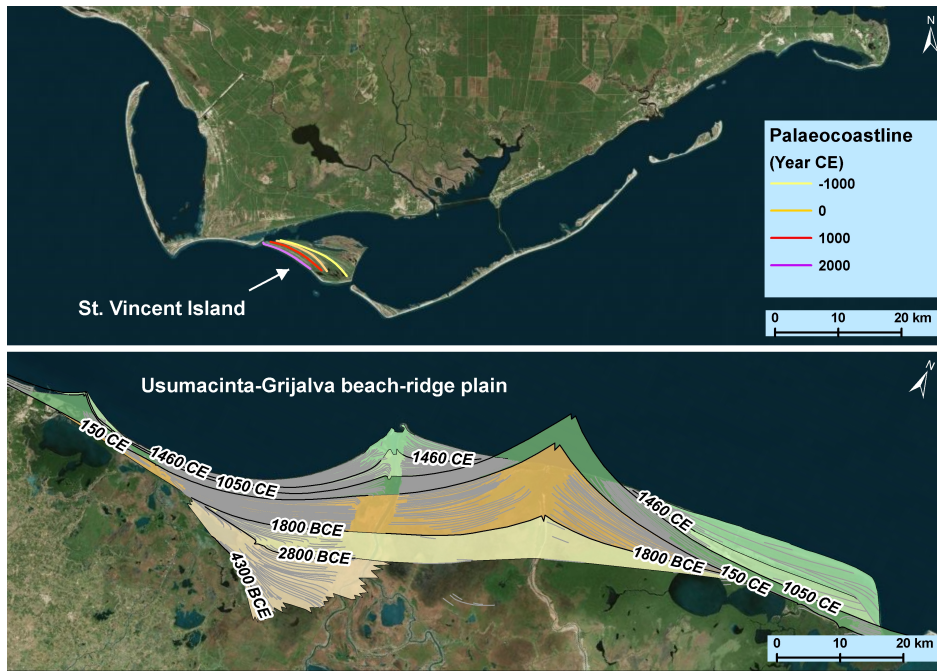 N
Palaeocoastline
(Year CE)
-1000
0
1000
2000
0 10 20 km
St. Vincent Island
Usumacinta-Grijalva beach-ridge plain
N
150 CE
1460 CE
1050 CE
1460 CE
1460 CE
1800 BCE
2800 BCE
4300 BCE
1800 BCE
150 CE
1050 CE
0 10 20 km